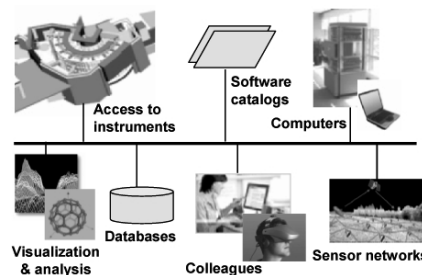 Access to
instruments
Software
catalogs
Computers
Visualization
& analysis
Databases
Colleagues
Sensor networks